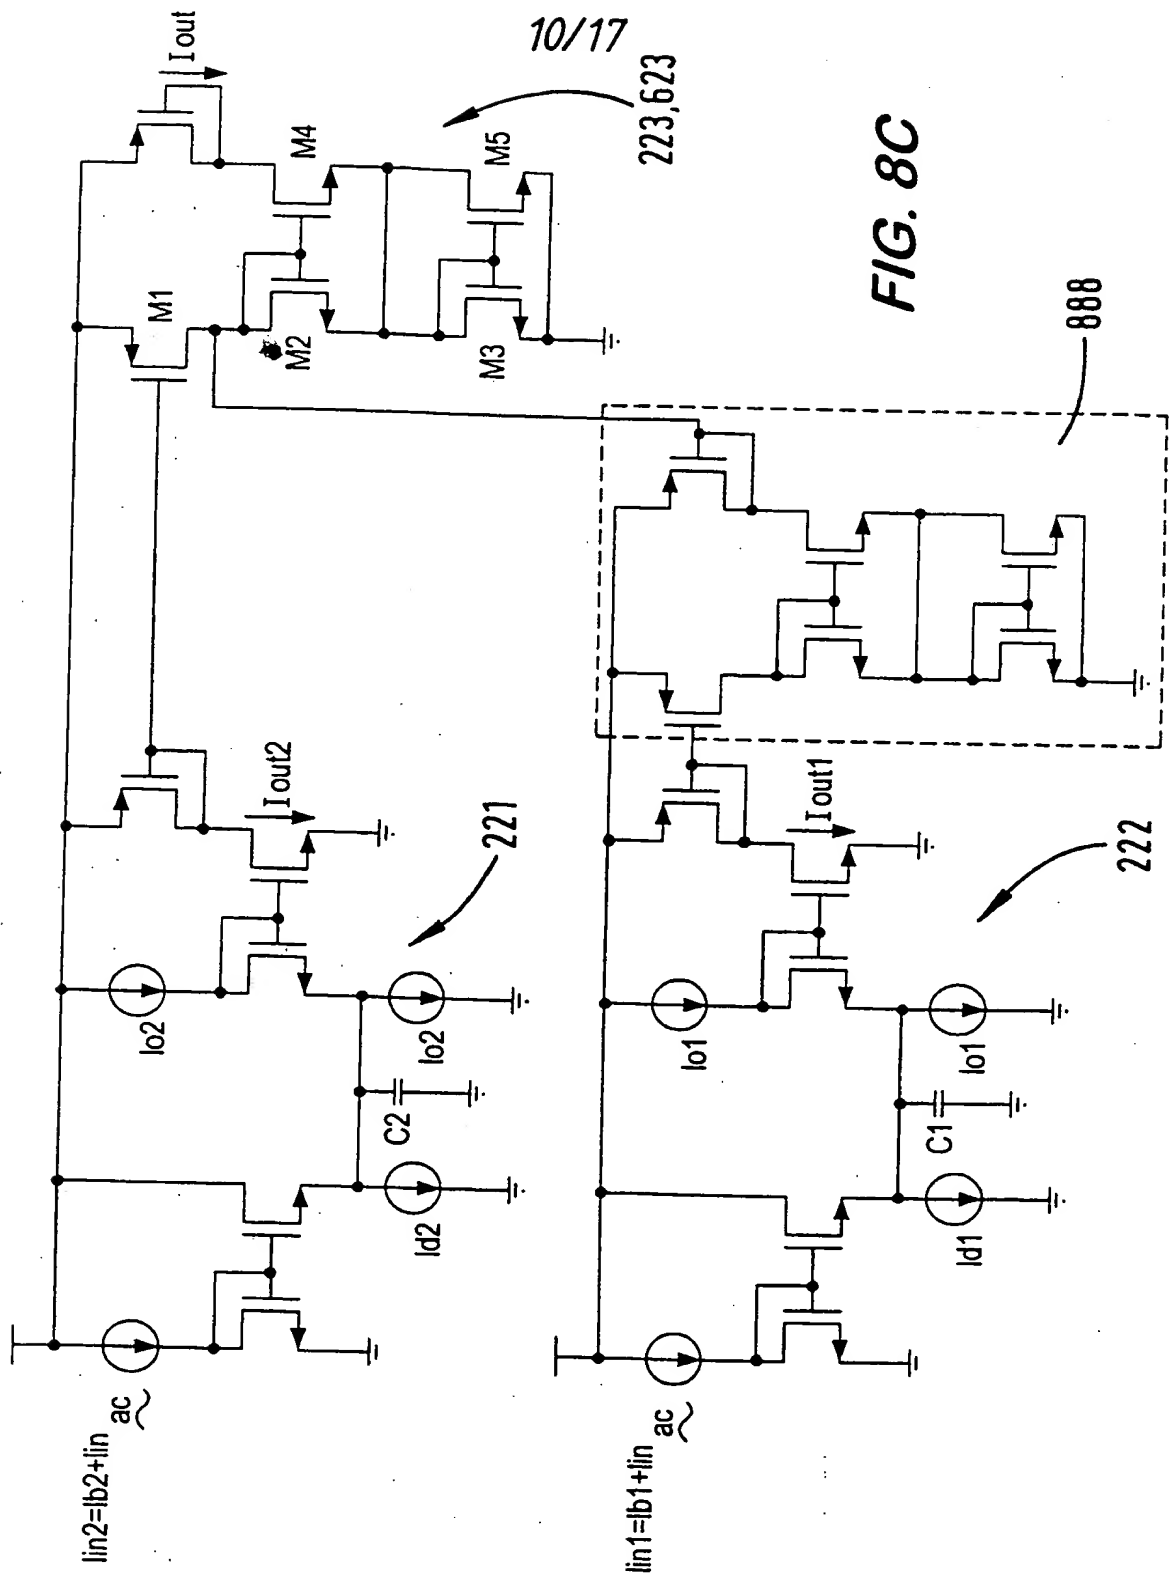 10/17
Iout
223,623
M1
M4
M2
M5
M3
FIG. 8C
888
Iout2
221
Io2
Io2
C2
Id2
Iin2=Ib2+Iin
ac
Iout1
222
Io1
Io1
C1
Id1
Iin1=Ib1+Iin
ac